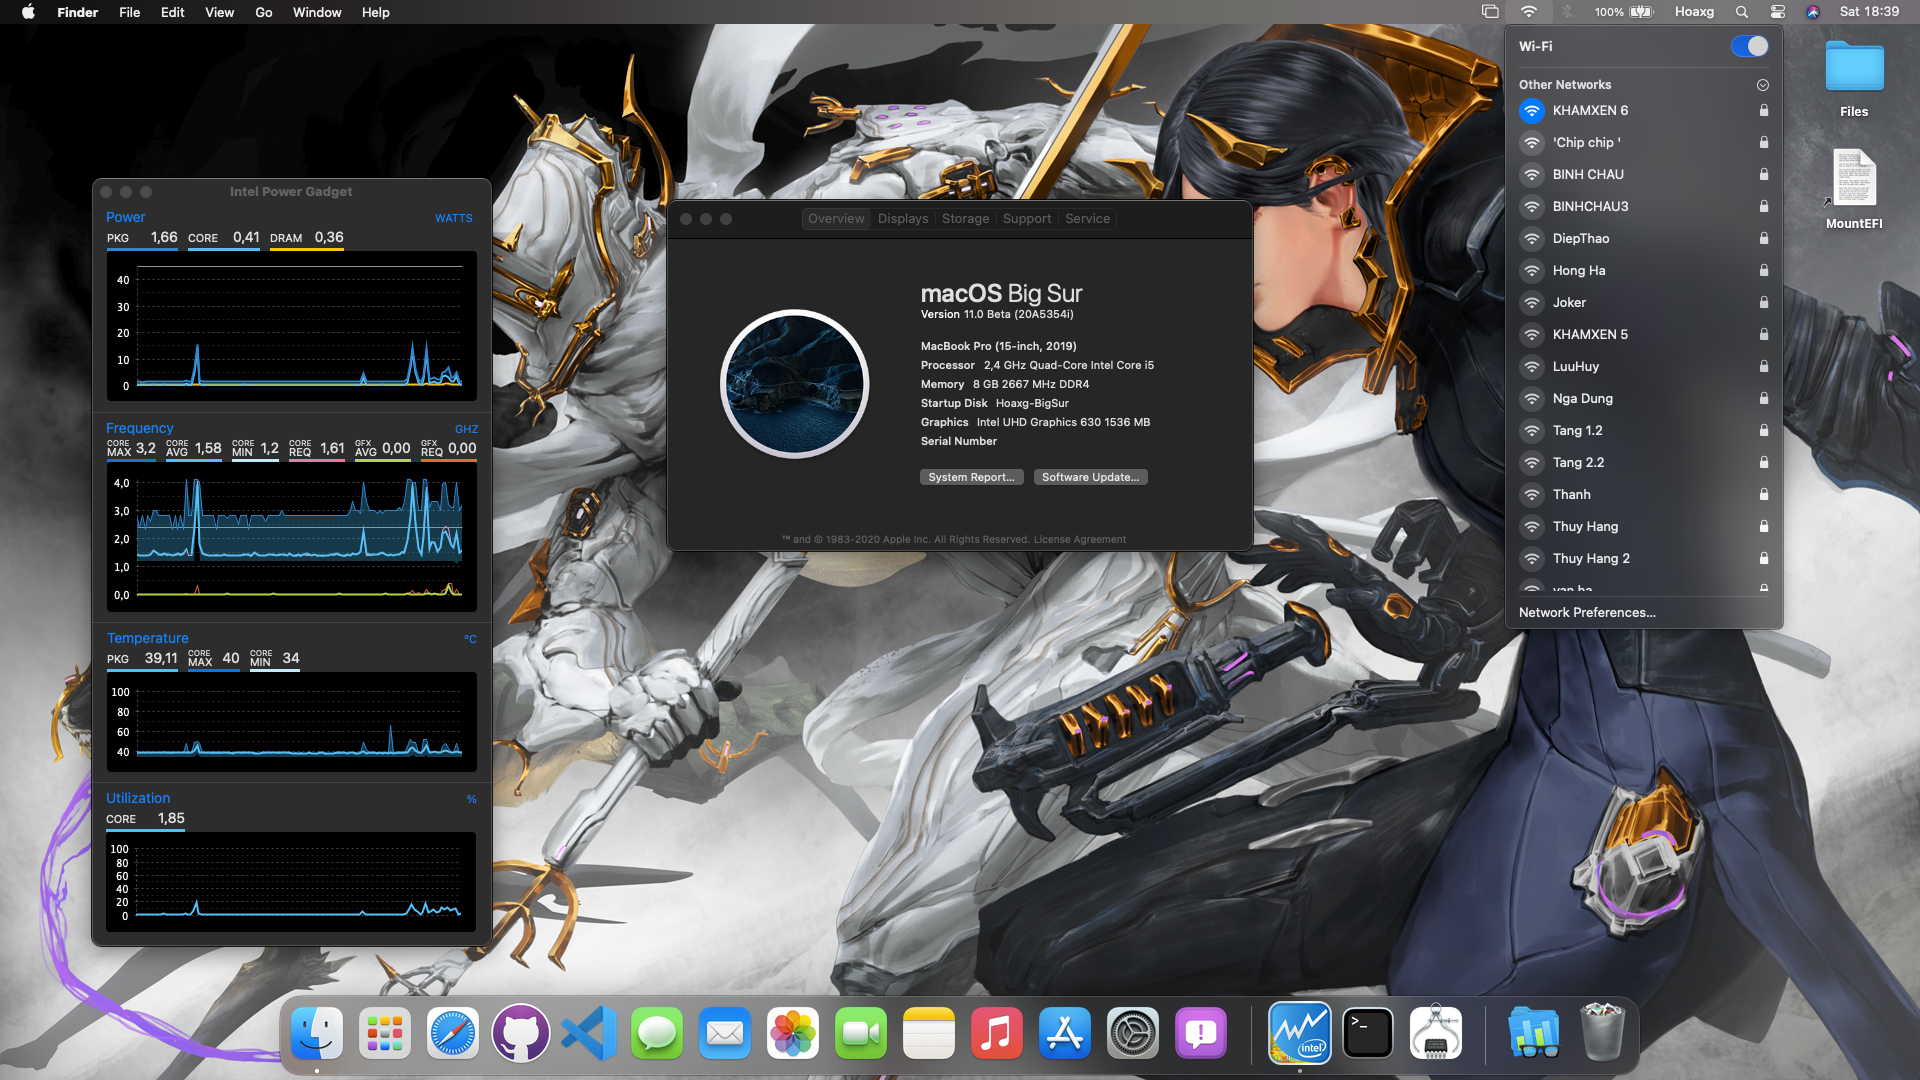 Finder File Edit View Go Window Help
100% Hoaxg Sat 18:39
Intel Power Gadget
Power WATTS
PKG 1,66 CORE 0,41 DRAM 0,36
40
30
20
10
0
Frequency GHZ
CORE MAX 3,2 CORE AVG 1,58 CORE MIN 1,2 CORE REQ 1,61 GFX AVG 0,00 GFX REQ 0,00
4,0
3,0
2,0
1,0
0,0
Temperature °C
PKG 39,11 CORE MAX 40 CORE MIN 34
100
80
60
40
Utilization %
CORE 1,85
100
80
60
40
20
0
Overview Displays Storage Support Service
macOS Big Sur
Version 11.0 Beta (20A5354i)
MacBook Pro (15-inch, 2019)
Processor 2,4 GHz Quad-Core Intel Core i5
Memory 8 GB 2667 MHz DDR4
Startup Disk Hoaxg-BigSur
Graphics Intel UHD Graphics 630 1536 MB
Serial Number
System Report... Software Update...
™ and © 1983-2020 Apple Inc. All Rights Reserved. License Agreement
Wi-Fi
Other Networks
KHAMXEN 6
'Chip chip '
BINH CHAU
BINHCHAU3
DiepThao
Hong Ha
Joker
KHAMXEN 5
LuuHuy
Nga Dung
Tang 1.2
Tang 2.2
Thanh
Thuy Hang
Thuy Hang 2
Network Preferences...
Files
MountEFI
>_
intel